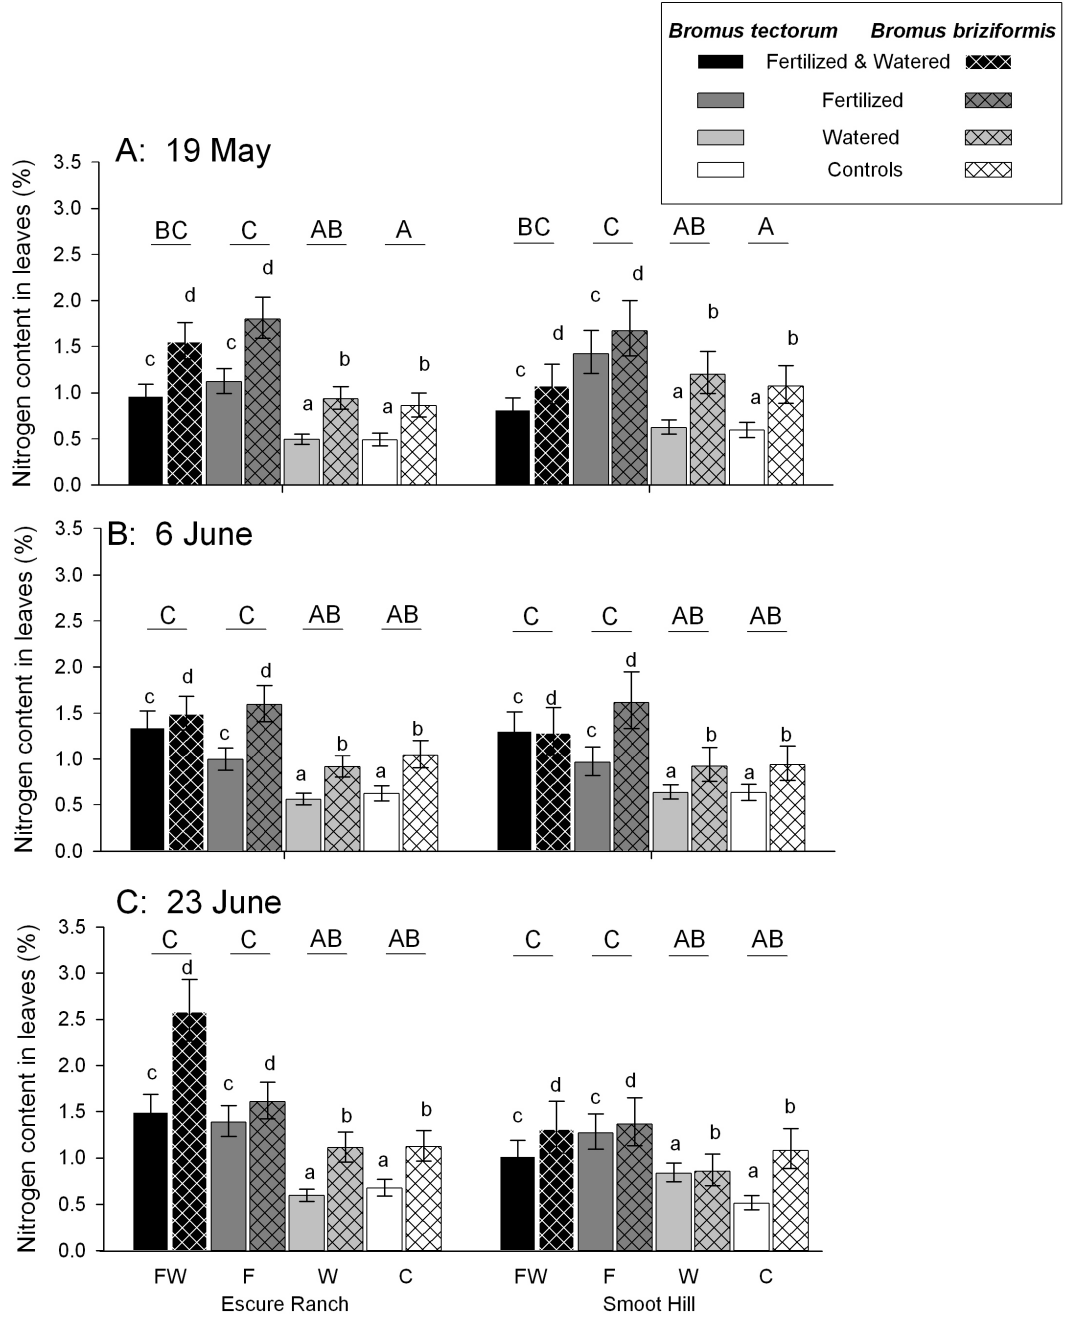 Bromus tectorum Bromus briziformis
Fertilized & Watered
Fertilized
Watered
Controls
A: 19 May
Nitrogen content in leaves (%)
3.5
3.0
2.5
2.0
1.5
1.0
0.5
0.0
BC C AB A BC C AB A
c d c d a b a b c d c d a b a b
B: 6 June
Nitrogen content in leaves (%)
3.5
3.0
2.5
2.0
1.5
1.0
0.5
0.0
C C AB AB C C AB AB
c d c d a b a b c d c d a b a b
C: 23 June
Nitrogen content in leaves (%)
3.5
3.0
2.5
2.0
1.5
1.0
0.5
0.0
C C AB AB C C AB AB
c d c d a b a b c d c d a b a b
FW F W C FW F W C
Escure Ranch Smoot Hill